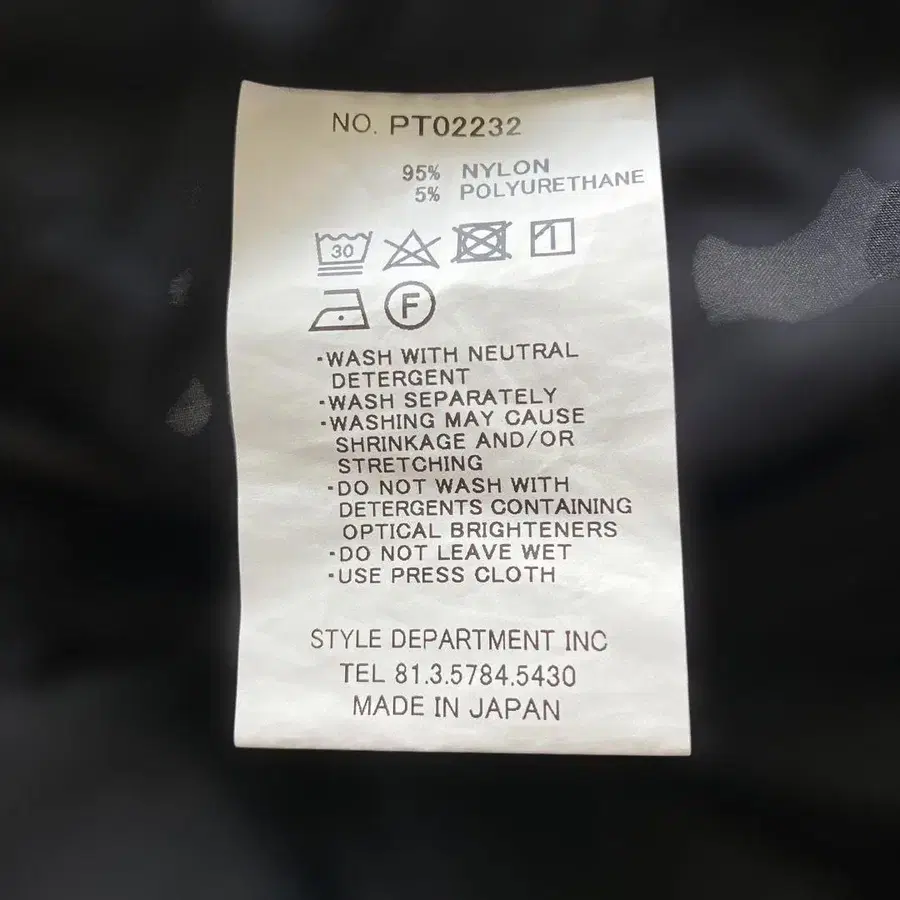 NO. PT02232
95% NYLON
5% POLYURETHANE
30
F
·WASH WITH NEUTRAL
DETERGENT
·WASH SEPARATELY
·WASHING MAY CAUSE
SHRINKAGE AND/OR
STRETCHING
·DO NOT WASH WITH
DETERGENTS CONTAINING
OPTICAL BRIGHTENERS
·DO NOT LEAVE WET
·USE PRESS CLOTH
STYLE DEPARTMENT INC
TEL 81.3.5784.5430
MADE IN JAPAN